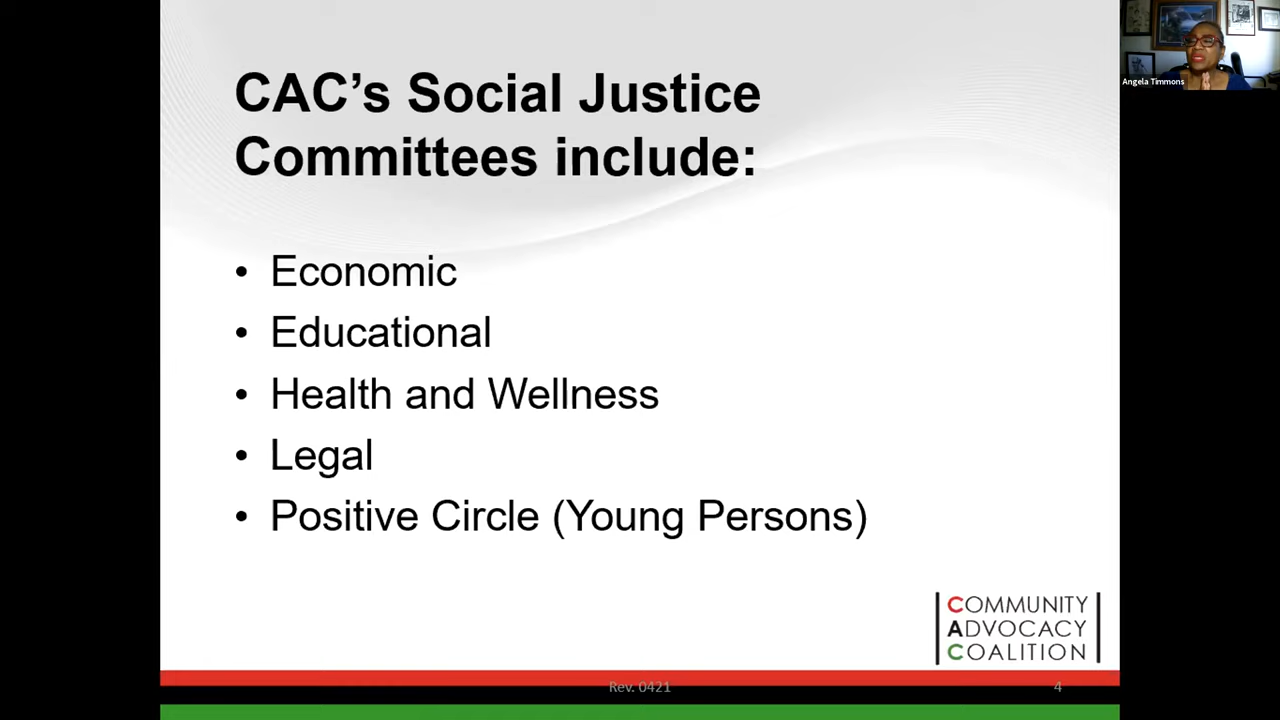 CAC’s Social Justice
Committees include:
• Economic
• Educational
• Health and Wellness
• Legal
• Positive Circle (Young Persons)
COMMUNITY
ADVOCACY
COALITION
Rev. 0421
4
Angela Timmons